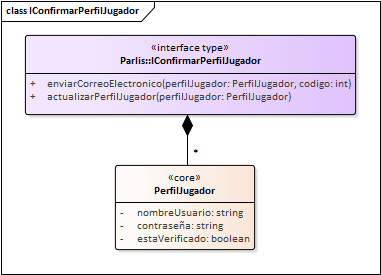 class IConfirmarPerfilJugador
«interface type»
Parlis::IConfirmarPerfilJugador
+ enviarCorreoElectronico(perfilJugador: PerfilJugador, codigo: int)
+ actualizarPerfilJugador(perfilJugador: PerfilJugador)
*
«core»
PerfilJugador
- nombreUsuario: string
- contraseña: string
- estaVerificado: boolean